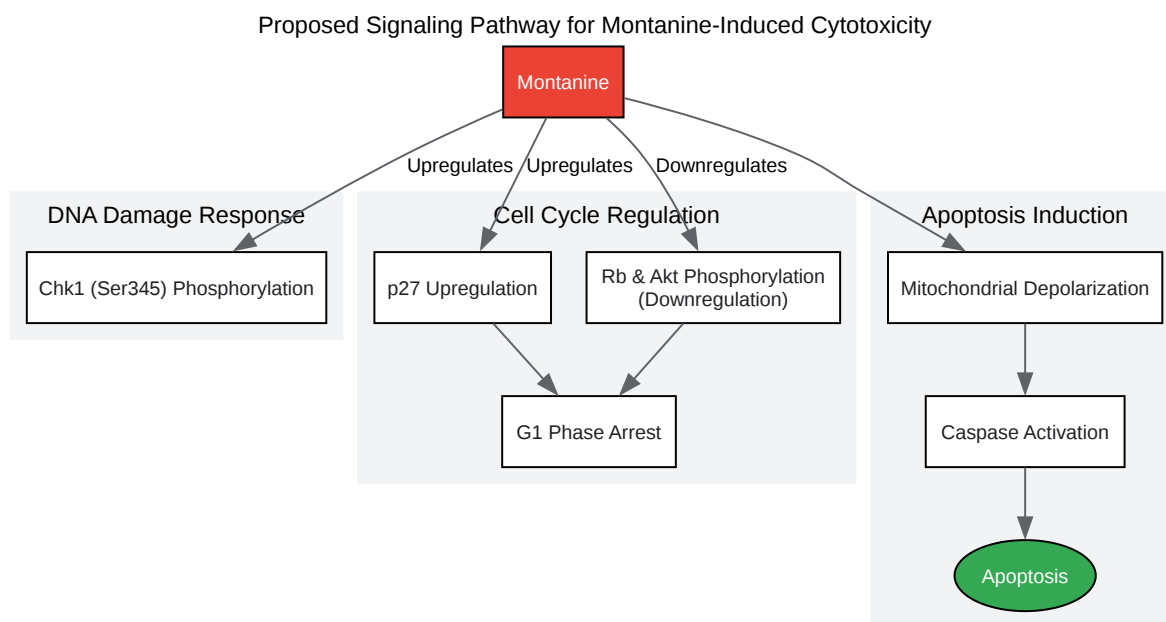 Proposed Signaling Pathway for Montanine-Induced Cytotoxicity
Montanine
Upregulates
Upregulates
Downregulates
DNA Damage Response
Cell Cycle Regulation
Apoptosis Induction
Chk1 (Ser345) Phosphorylation
p27 Upregulation
Rb & Akt Phosphorylation
(Downregulation)
Mitochondrial Depolarization
G1 Phase Arrest
Caspase Activation
Apoptosis